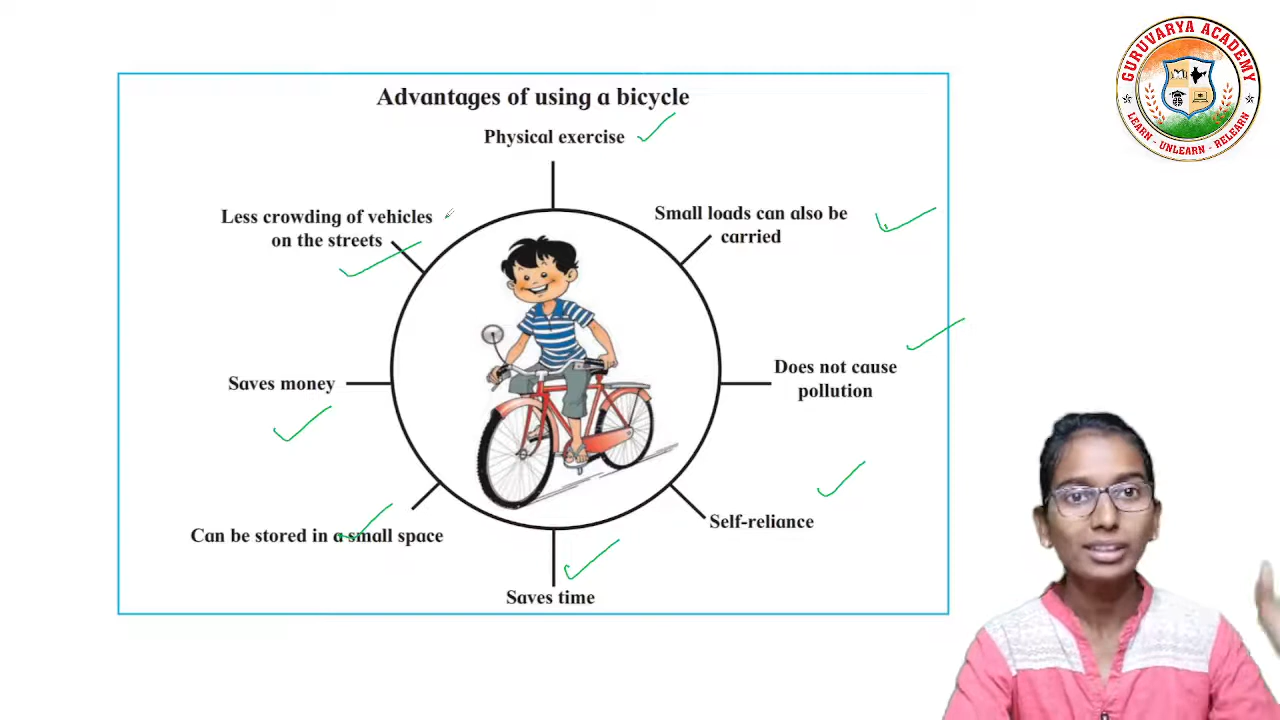 Advantages of using a bicycle
Physical exercise
Less crowding of vehicles
on the streets
Small loads can also be
carried
Saves money
Does not cause
pollution
Can be stored in a small space
Self-reliance
Saves time
GURUVARYA ACADEMY
LEARN - UNLEARN - RELEARN